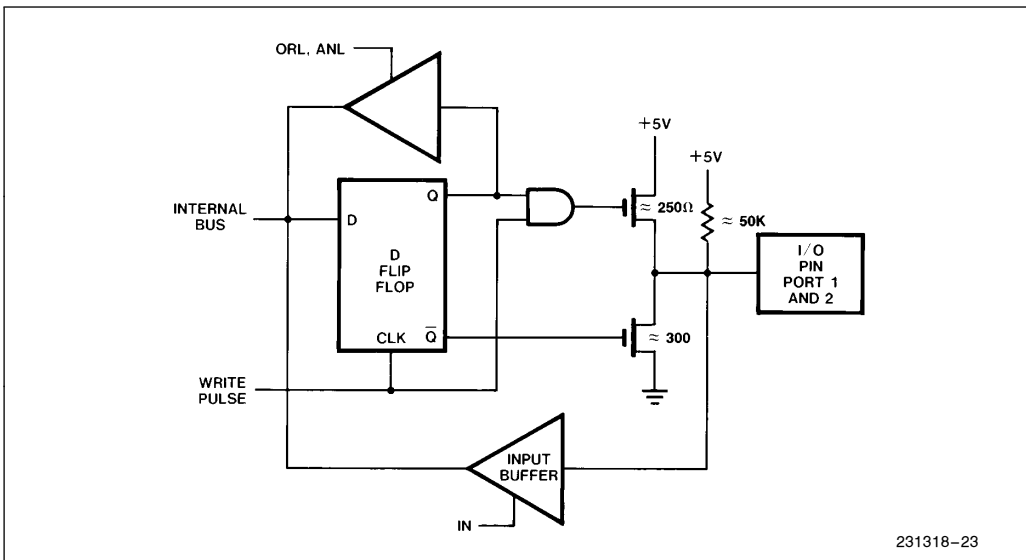 ORL, ANL
+5V
+5V
Q
≈ 250Ω
≈ 50K
INTERNAL
BUS
D
D
FLIP
FLOP
I/O
PIN
PORT 1
AND 2
CLK
Q̅
≈ 300
WRITE
PULSE
INPUT
BUFFER
IN
231318-23